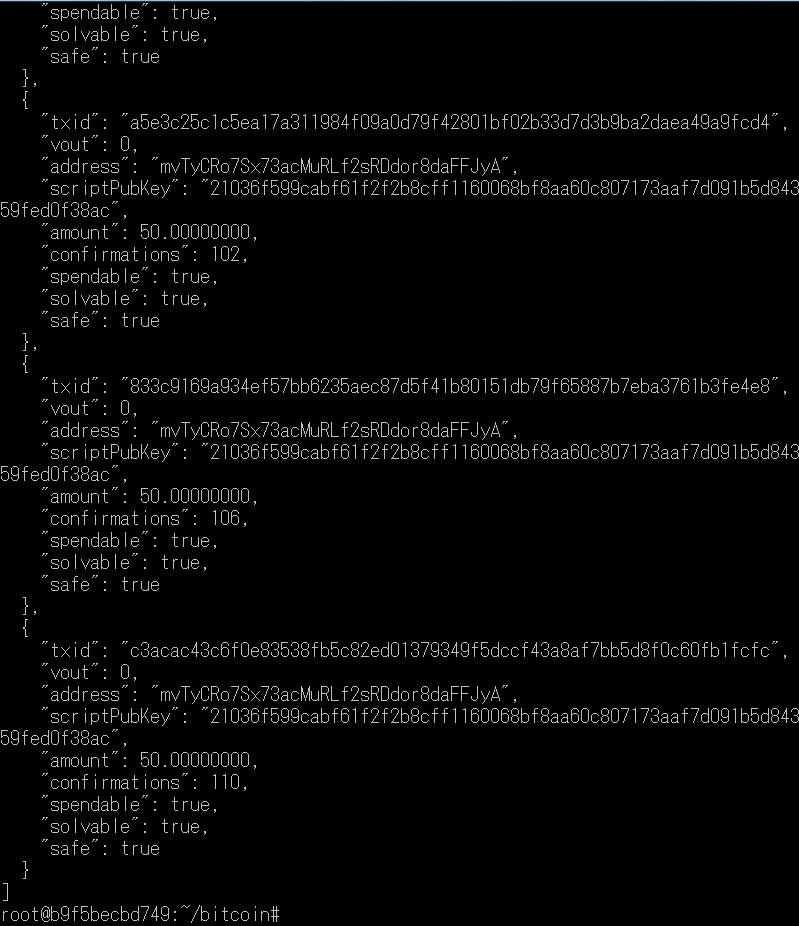 "spendable": true,
"solvable": true,
"safe": true
},
{
"txid": "a5e3c25c1c5ea17a311984f09a0d79f42801bf02b33d7d3b9ba2daea49a9fcd4",
"vout": 0,
"address": "mvTyCRo7Sx73acMuRLf2sRDdor8daFFJyA",
"scriptPubKey": "21036f599cabf61f2f2b8cff1160068bf8aa60c807173aaf7d091b5d843
59fed0f38ac",
"amount": 50.00000000,
"confirmations": 102,
"spendable": true,
"solvable": true,
"safe": true
},
{
"txid": "833c9169a934ef57bb6235aec87d5f41b80151db79f65887b7eba3761b3fe4e8",
"vout": 0,
"address": "mvTyCRo7Sx73acMuRLf2sRDdor8daFFJyA",
"scriptPubKey": "21036f599cabf61f2f2b8cff1160068bf8aa60c807173aaf7d091b5d843
59fed0f38ac",
"amount": 50.00000000,
"confirmations": 106,
"spendable": true,
"solvable": true,
"safe": true
},
{
"txid": "c3acac43c6f0e83538fb5c82ed01379349f5dccf43a8af7bb5d8f0c60fb1fcfc",
"vout": 0,
"address": "mvTyCRo7Sx73acMuRLf2sRDdor8daFFJyA",
"scriptPubKey": "21036f599cabf61f2f2b8cff1160068bf8aa60c807173aaf7d091b5d843
59fed0f38ac",
"amount": 50.00000000,
"confirmations": 110,
"spendable": true,
"solvable": true,
"safe": true
}
]
root@b9f5becbd749:~/bitcoin#